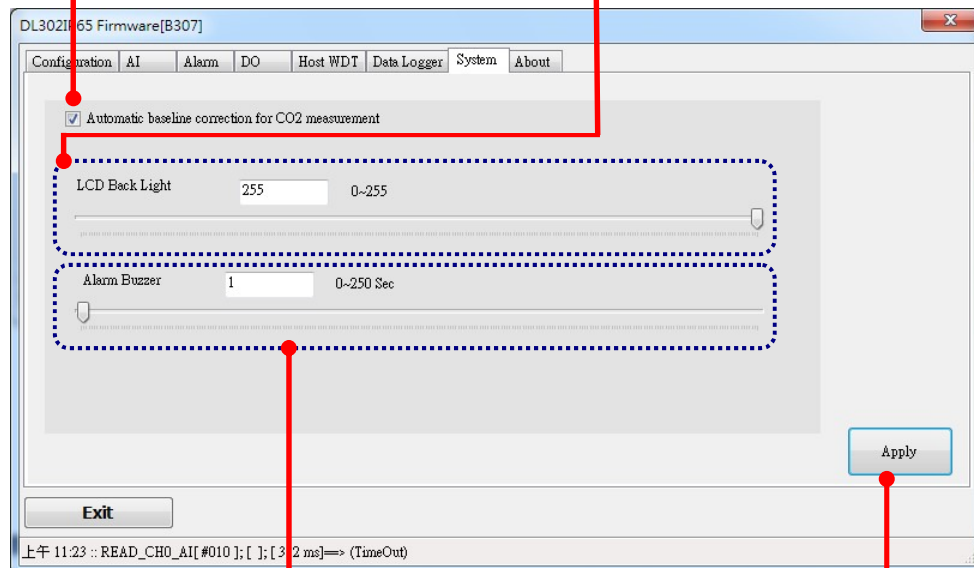 DL302IP65 Firmware[B307]
Configuration AI Alarm DO Host WDT Data Logger System About
Automatic baseline correction for CO2 measurement
LCD Back Light 255 0~255
Alarm Buzzer 1 0~250 Sec
Apply
Exit
上午 11:23 :: READ_CH0_AI[ #010 ]; [ ]; [ 2 ms]==> (TimeOut)